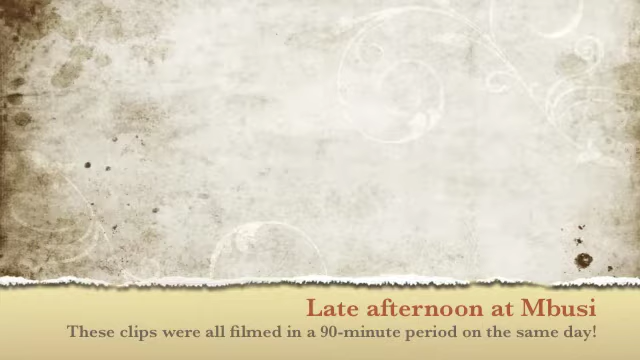 Late afternoon at Mbusi
These clips were all filmed in a 90-minute period on the same day!